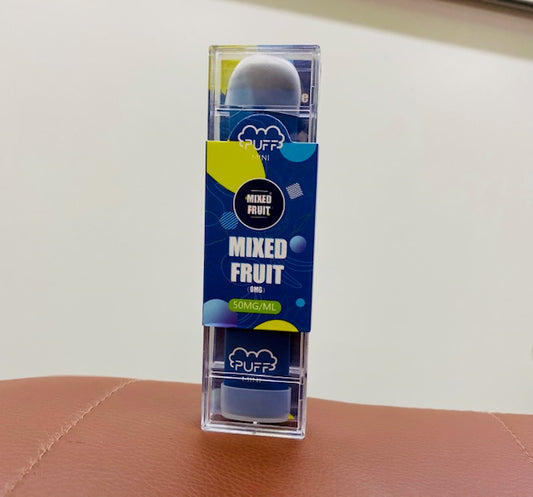 PUFF
MINI
MIXED
FRUIT
MIXED
FRUIT
(0MG)
50MG/ML
PUFF
MINI